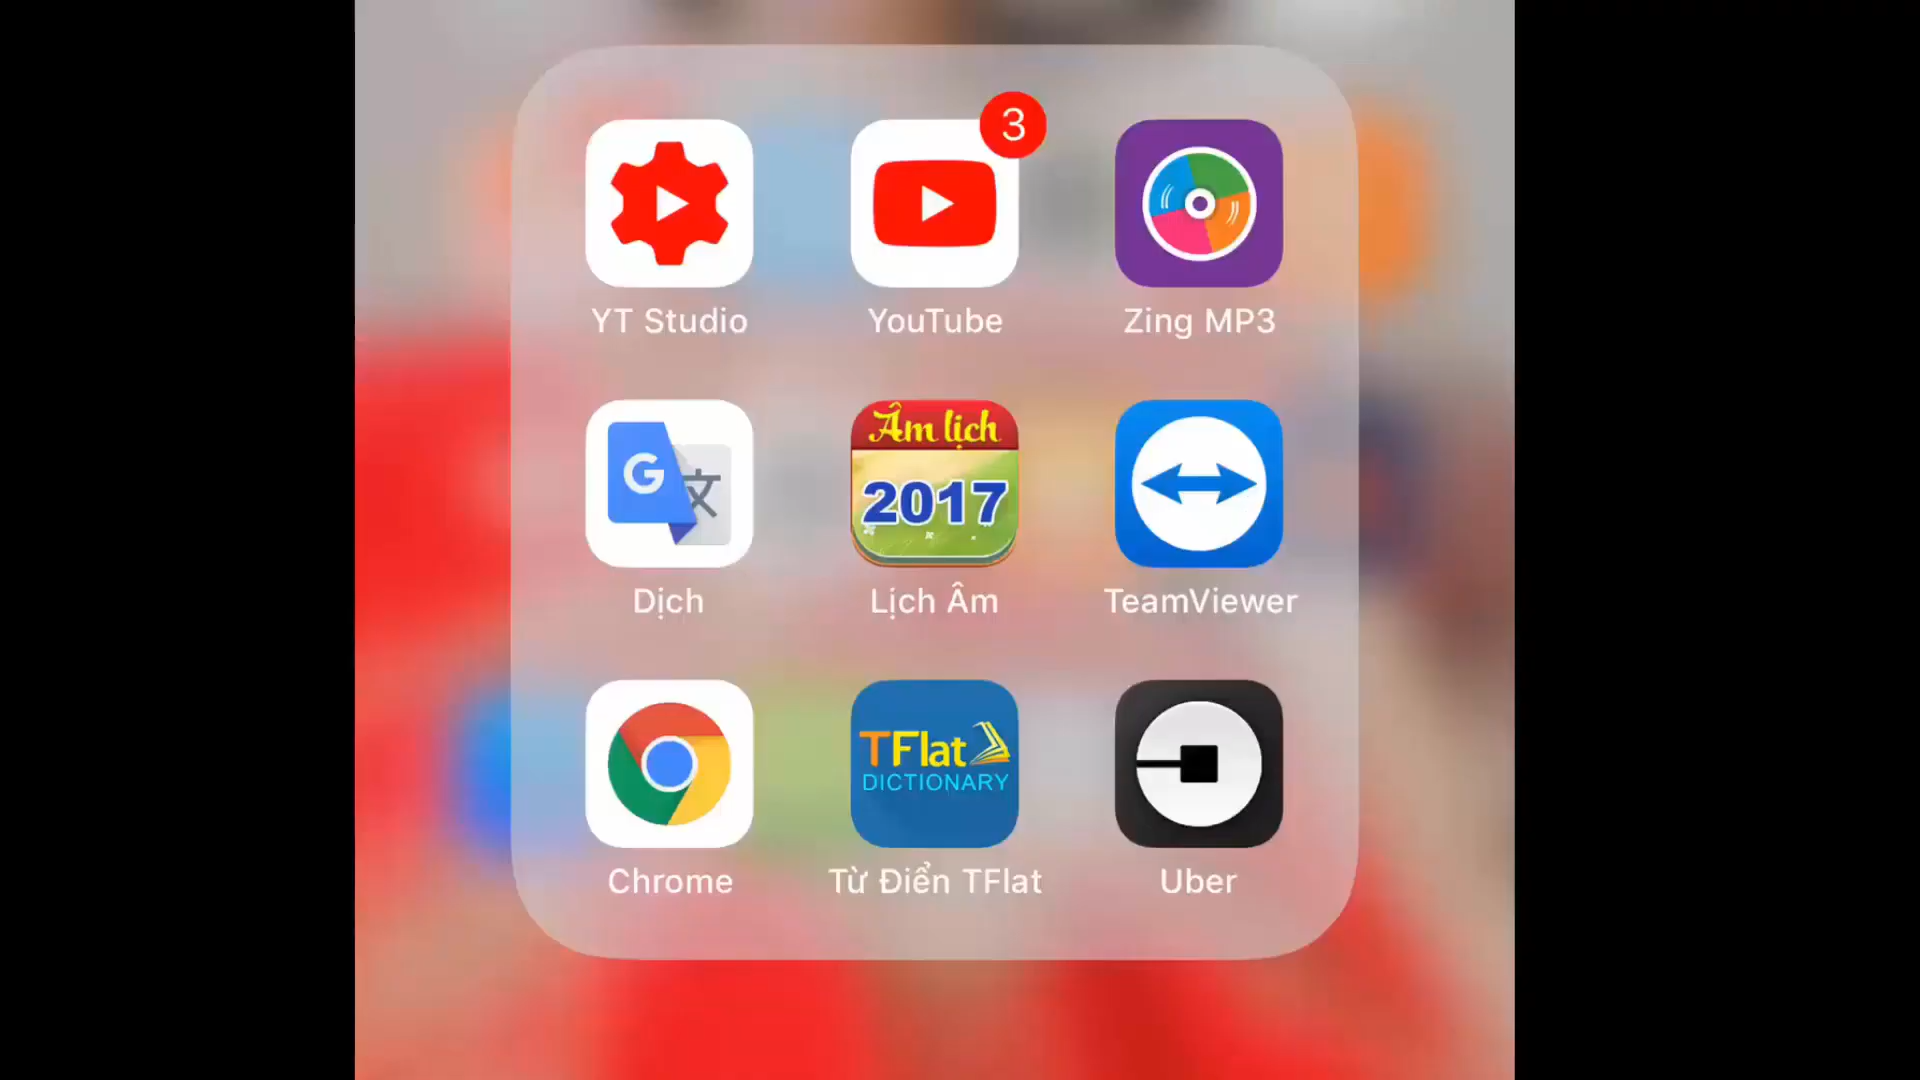 3
YT Studio
YouTube
Zing MP3
G 文
Âm lịch
2017
Dịch
Lịch Âm
TeamViewer
TFlat
DICTIONARY
Chrome
Từ Điển TFlat
Uber